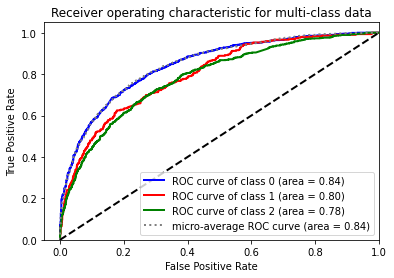 Receiver operating characteristic for multi-class data
1.0
0.8
0.6
0.4
0.2
0.0
True Positive Rate
ROC curve of class 0 (area = 0.84)
ROC curve of class 1 (area = 0.80)
ROC curve of class 2 (area = 0.78)
micro-average ROC curve (area = 0.84)
0.0 0.2 0.4 0.6 0.8 1.0
False Positive Rate